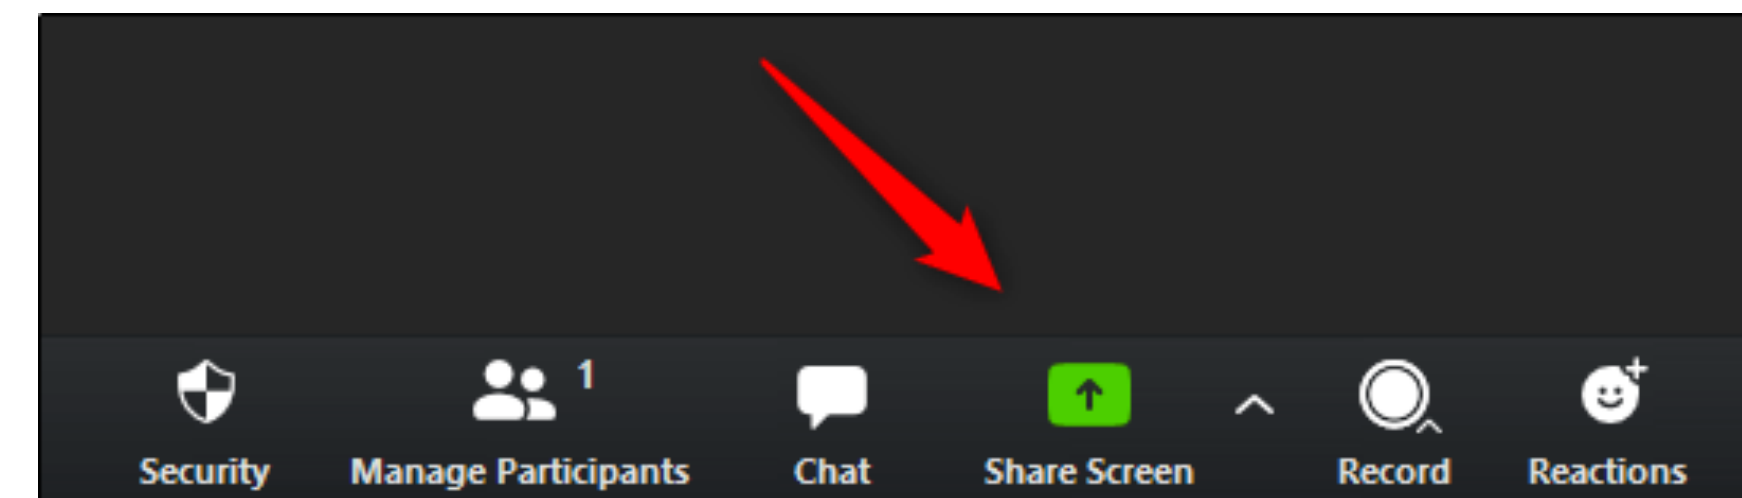 1
Security
Manage Participants
Chat
Share Screen
Record
Reactions